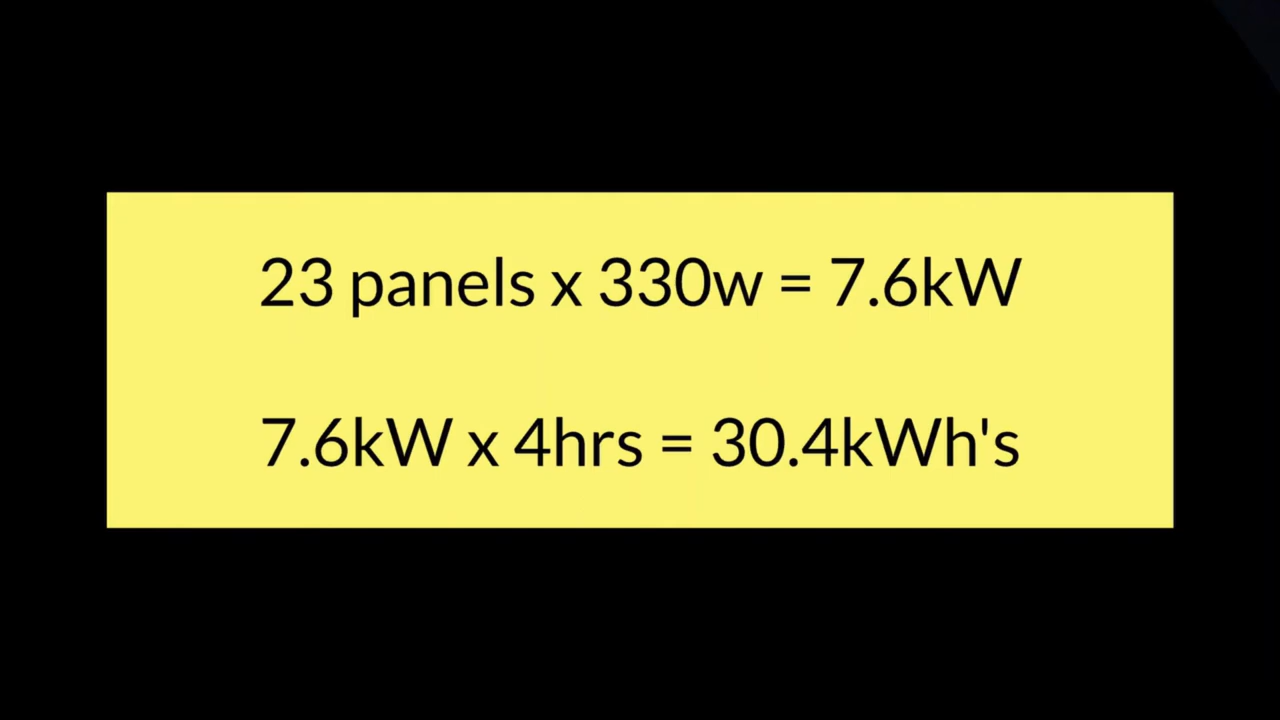 23 panels x 330w = 7.6kW
7.6kW x 4hrs = 30.4kWh's